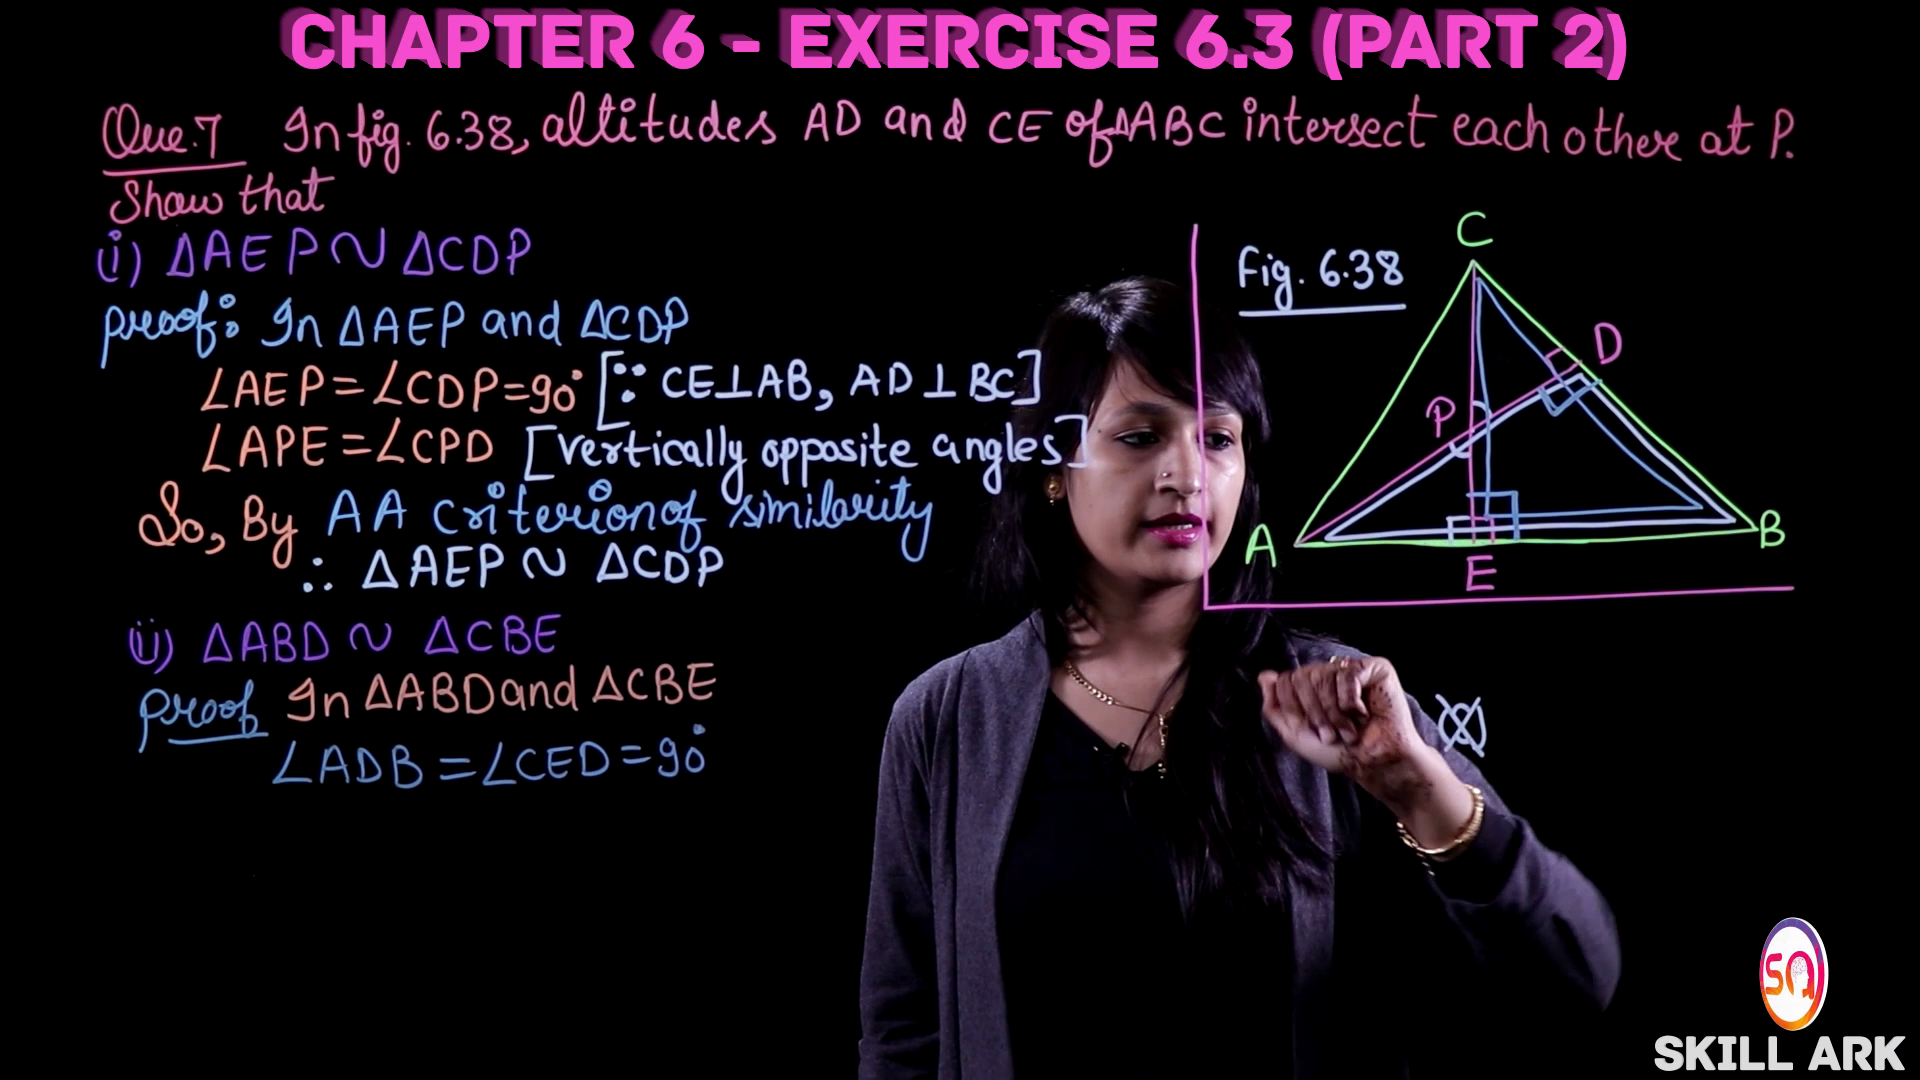 CHAPTER 6 - EXERCISE 6.3 (PART 2)
Que.7 In fig. 6.38, altitudes AD and CE of ΔABC intersect each other at P.
Show that
i) ΔAEP ~ ΔCDP
Proof: In ΔAEP and ΔCDP
∠AEP = ∠CDP = 90° [∵ CE⊥AB, AD⊥BC]
∠APE = ∠CPD [vertically opposite angles]
So, By AA criterion of similarity
∴ ΔAEP ~ ΔCDP
ii) ΔABD ~ ΔCBE
Proof In ΔABD and ΔCBE
∠ADB = ∠CED = 90°
Fig. 6.38
C
D
P
A
B
E
SA
SKILL ARK